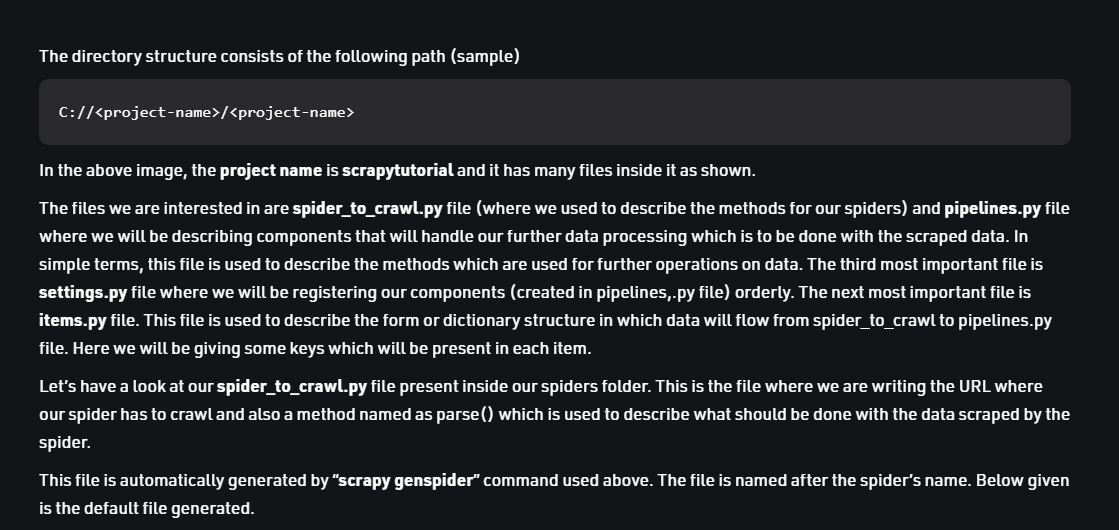 The directory structure consists of the following path (sample)
C://<project-name>/<project-name>
In the above image, the project name is scrapytutorial and it has many files inside it as shown.
The files we are interested in are spider_to_crawl.py file (where we used to describe the methods for our spiders) and pipelines.py file
where we will be describing components that will handle our further data processing which is to be done with the scraped data. In
simple terms, this file is used to describe the methods which are used for further operations on data. The third most important file is
settings.py file where we will be registering our components (created in pipelines,.py file) orderly. The next most important file is
items.py file. This file is used to describe the form or dictionary structure in which data will flow from spider_to_crawl to pipelines.py
file. Here we will be giving some keys which will be present in each item.
Let’s have a look at our spider_to_crawl.py file present inside our spiders folder. This is the file where we are writing the URL where
our spider has to crawl and also a method named as parse() which is used to describe what should be done with the data scraped by the
spider.
This file is automatically generated by “scrapy genspider” command used above. The file is named after the spider’s name. Below given
is the default file generated.